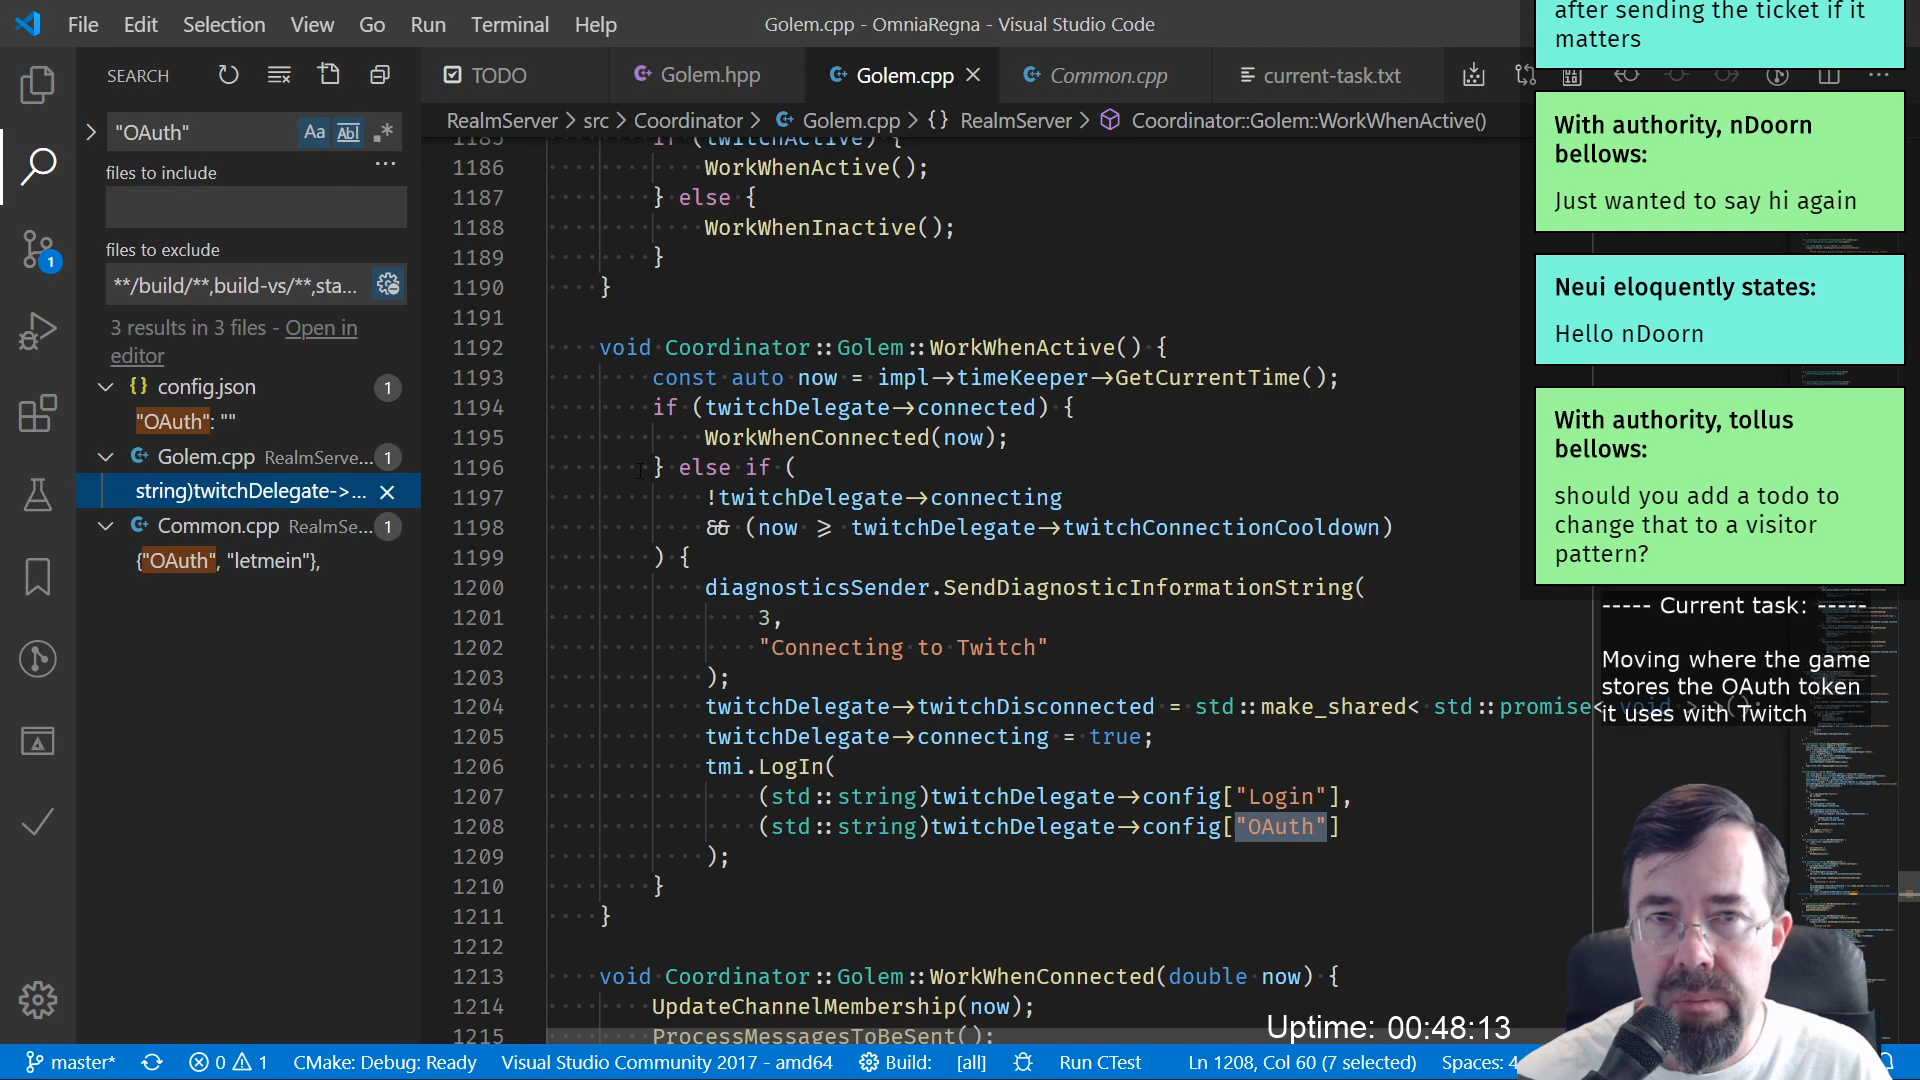 File Edit Selection View Go Run Terminal Help
Golem.cpp - OmniaRegna - Visual Studio Code
SEARCH
"OAuth"
Aa Abl
files to include
files to exclude
**/build/**,build-vs/**,sta...
3 results in 3 files - Open in
editor
config.json 1
"OAuth": ""
Golem.cpp RealmServe... 1
string)twitchDelegate->...
Common.cpp RealmSe... 1
{"OAuth", "letmein"},
TODO
Golem.hpp
Golem.cpp
Common.cpp
current-task.txt
RealmServer > src > Coordinator > Golem.cpp > {} RealmServer > Coordinator::Golem::WorkWhenActive()
1185 if (twitchActive) {
1186 WorkWhenActive();
1187 } else {
1188 WorkWhenInactive();
1189 }
1190 }
1191
1192 void Coordinator::Golem::WorkWhenActive() {
1193 const auto now = impl->timeKeeper->GetCurrentTime();
1194 if (twitchDelegate->connected) {
1195 WorkWhenConnected(now);
1196 } else if (
1197 !twitchDelegate->connecting
1198 && (now >= twitchDelegate->twitchConnectionCooldown)
1199 ) {
1200 diagnosticsSender.SendDiagnosticInformationString(
1201 3,
1202 "Connecting to Twitch"
1203 );
1204 twitchDelegate->twitchDisconnected = std::make_shared< std::promise< void > >();
1205 twitchDelegate->connecting = true;
1206 tmi.LogIn(
1207 (std::string)twitchDelegate->config["Login"],
1208 (std::string)twitchDelegate->config["OAuth"]
1209 );
1210 }
1211 }
1212
1213 void Coordinator::Golem::WorkWhenConnected(double now) {
1214 UpdateChannelMembership(now);
1215 ProcessMessagesToBeSent();
after sending the ticket if it
matters
With authority, nDoorn
bellows:
Just wanted to say hi again
Neui eloquently states:
Hello nDoorn
With authority, tollus
bellows:
should you add a todo to
change that to a visitor
pattern?
----- Current task: -----
Moving where the game
stores the OAuth token
it uses with Twitch
Uptime: 00:48:13
1
master* 0 1 CMake: Debug: Ready Visual Studio Community 2017 - amd64 Build: [all] Run CTest Ln 1208, Col 60 (7 selected) Spaces: 4